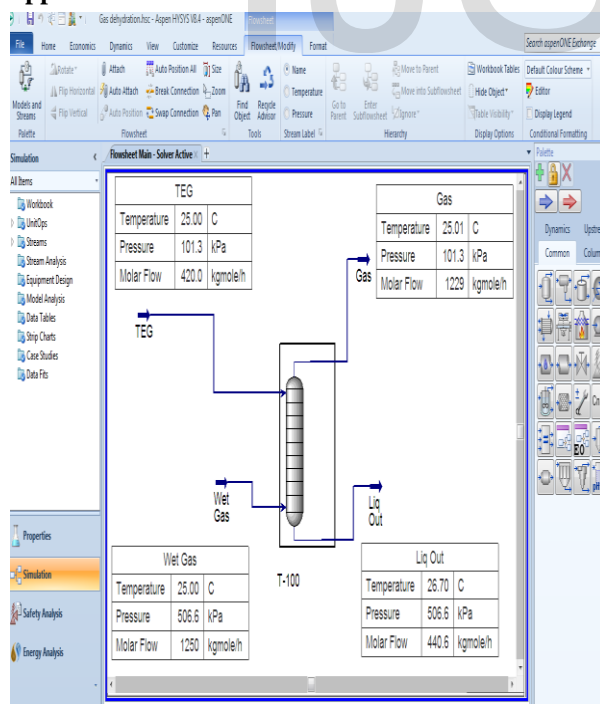 Gas dehydration.hsc - Aspen HYSYS V8.4 - aspenONE
Flowsheet
File Home Economics Dynamics View Customize Resources Flowsheet/Modify Format
Search aspenONE Exchange
Models and Streams
Rotate
Flip Horizontal
Flip Vertical
Attach
Auto Attach
Auto Position
Auto Position All
Break Connection
Swap Connection
Size
Zoom
Pan
Find Object
Recycle Advisor
Name
Temperature
Pressure
Go to Parent
Enter Subflowsheet
Move to Parent
Move into Subflowsheet
Ignore
Workbook Tables
Hide Object
Table Visibility
Default Colour Scheme
Editor
Display Legend
Palette Flowsheet Tools Stream Label Hierarchy Display Options Conditional Formatting
Simulation
All Items
Workbook
UnitOps
Streams
Stream Analysis
Equipment Design
Model Analysis
Data Tables
Strip Charts
Case Studies
Data Fits
Properties
Simulation
Safety Analysis
Energy Analysis
Flowsheet Main - Solver Active
TEG
Temperature 25.00 C
Pressure 101.3 kPa
Molar Flow 420.0 kgmole/h
Gas
Temperature 25.01 C
Pressure 101.3 kPa
Molar Flow 1229 kgmole/h
Gas
TEG
Wet
Gas
Liq
Out
T-100
Wet Gas
Temperature 25.00 C
Pressure 506.6 kPa
Molar Flow 1250 kgmole/h
Liq Out
Temperature 26.70 C
Pressure 506.6 kPa
Molar Flow 440.6 kgmole/h
Palette
Dynamics
Common
EO